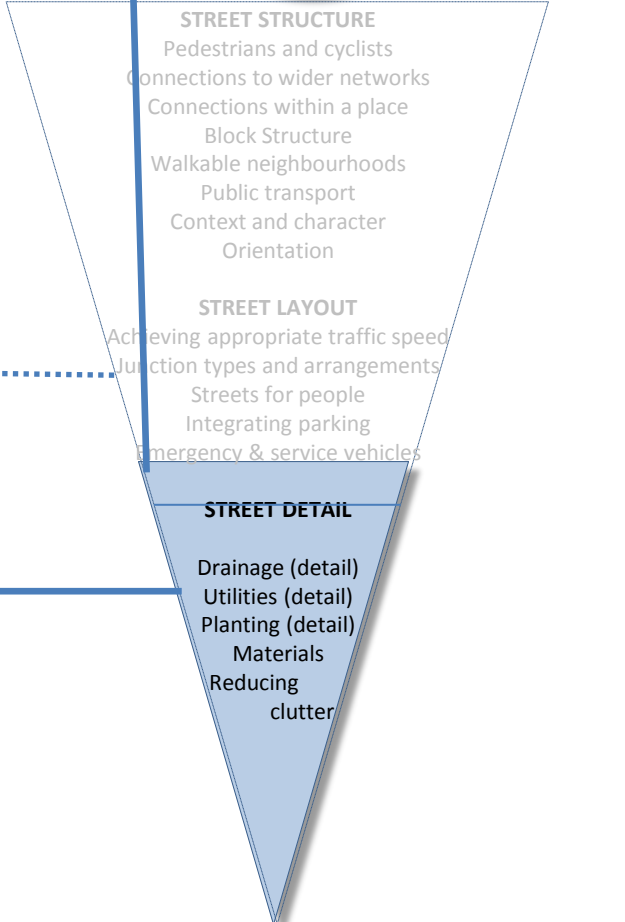 STREET STRUCTURE
Pedestrians and cyclists
Connections to wider networks
Connections within a place
Block Structure
Walkable neighbourhoods
Public transport
Context and character
Orientation
STREET LAYOUT
Achieving appropriate traffic speed
Junction types and arrangements
Streets for people
Integrating parking
Emergency & service vehicles
STREET DETAIL
Drainage (detail)
Utilities (detail)
Planting (detail)
Materials
Reducing
clutter